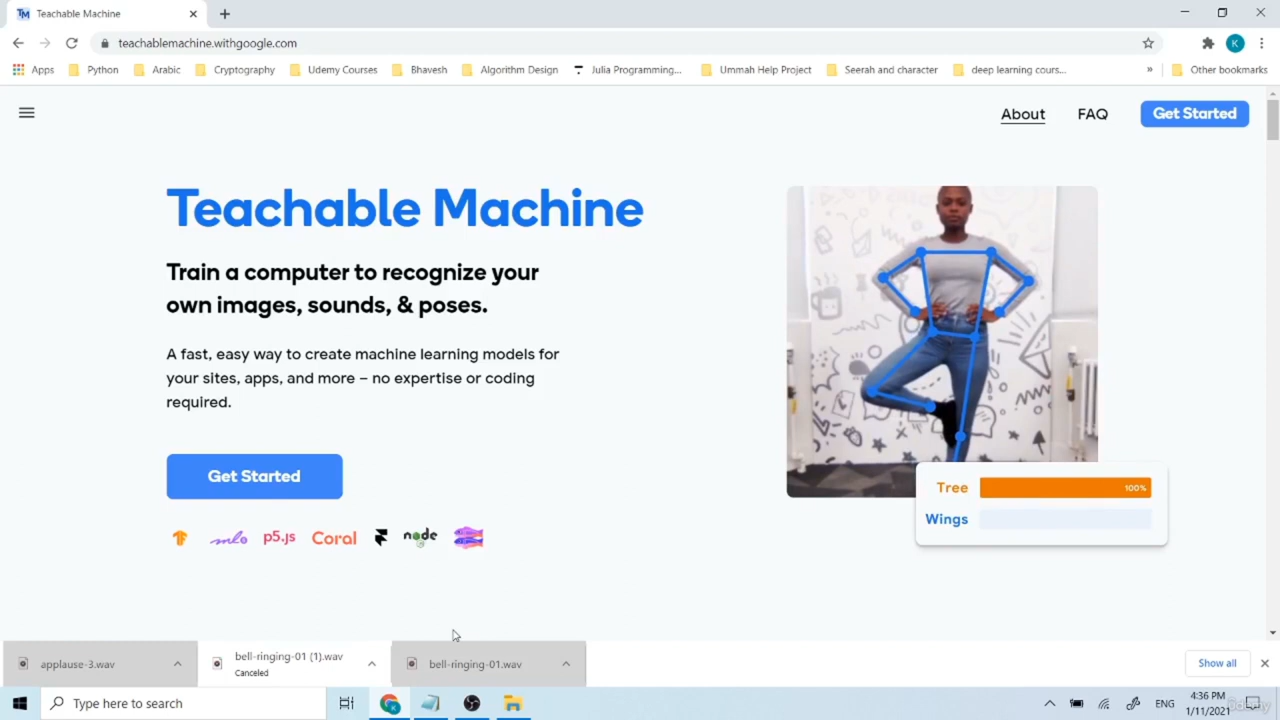 Teachable Machine
teachablemachine.withgoogle.com
Apps
Python
Arabic
Cryptography
Udemy Courses
Bhavesh
Algorithm Design
Julia Programming...
Ummah Help Project
Seerah and character
deep learning cours...
»
Other bookmarks
K
About
FAQ
Get Started
Teachable Machine
Train a computer to recognize your
own images, sounds, & poses.
A fast, easy way to create machine learning models for
your sites, apps, and more – no expertise or coding
required.
Get Started
mlo
p5.js
Coral
node
Tree
100%
Wings
applause-3.wav
bell-ringing-01 (1).wav
Canceled
bell-ringing-01.wav
Show all
Type here to search
ENG
4:36 PM
1/11/2021
Udemy